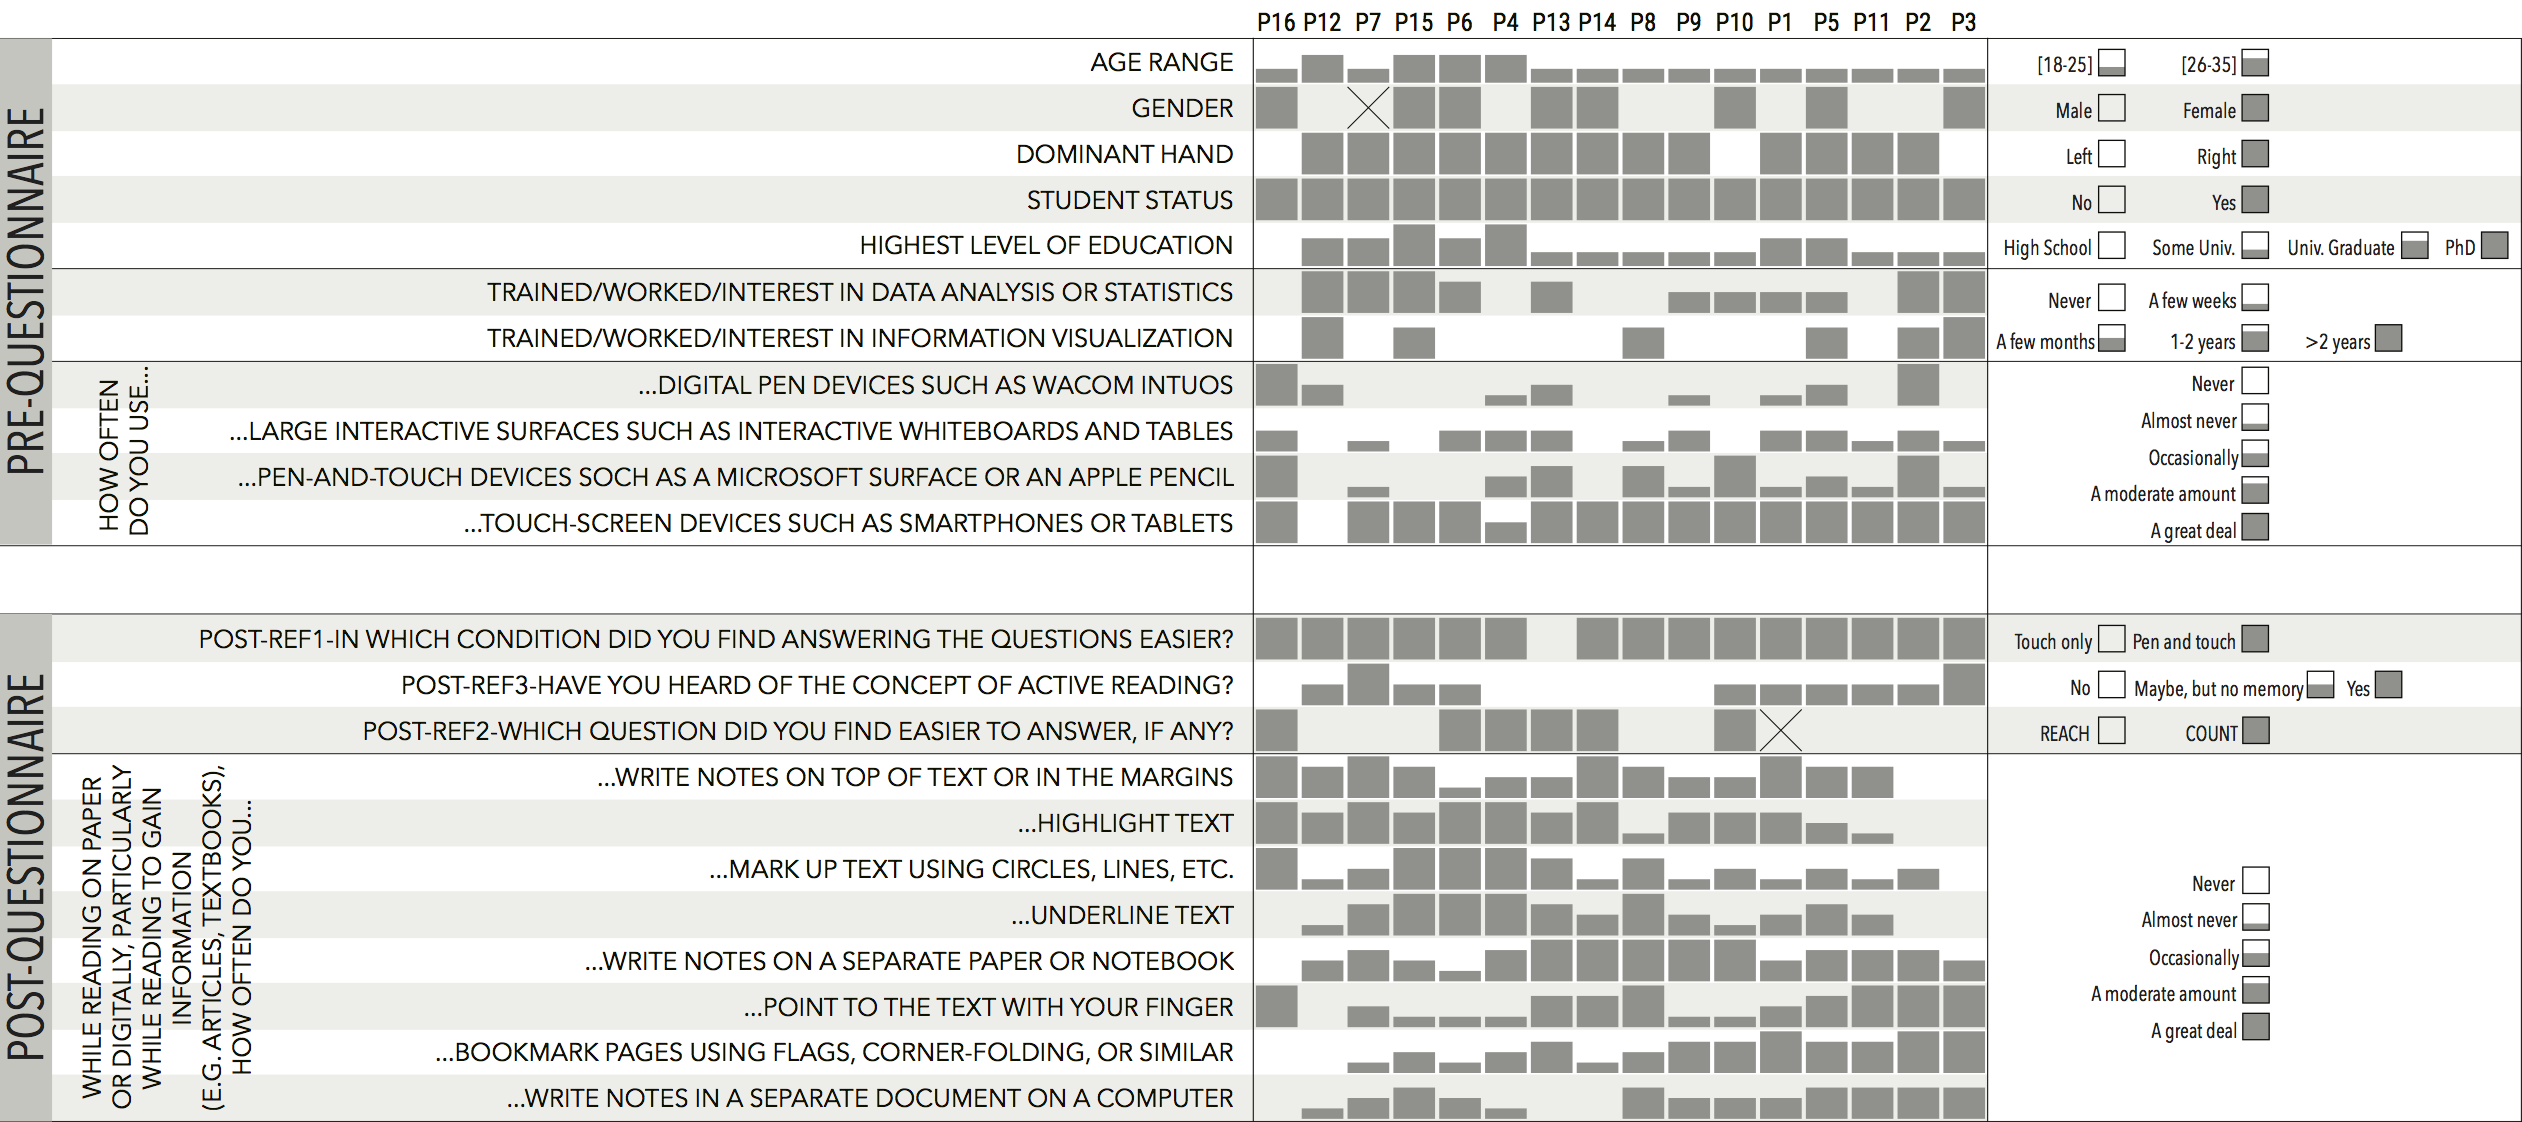 P16 P12 P7 P15 P6 P4 P13 P14 P8 P9 P10 P1 P5 P11 P2 P3
PRE-QUESTIONNAIRE
AGE RANGE
[18-25] [26-35]
GENDER
Male Female
DOMINANT HAND
Left Right
STUDENT STATUS
No Yes
HIGHEST LEVEL OF EDUCATION
High School Some Univ. Univ. Graduate PhD
TRAINED/WORKED/INTEREST IN DATA ANALYSIS OR STATISTICS
Never A few weeks
TRAINED/WORKED/INTEREST IN INFORMATION VISUALIZATION
A few months 1-2 years >2 years
HOW OFTEN
DO YOU USE...
...DIGITAL PEN DEVICES SUCH AS WACOM INTUOS
...LARGE INTERACTIVE SURFACES SUCH AS INTERACTIVE WHITEBOARDS AND TABLES
...PEN-AND-TOUCH DEVICES SOCH AS A MICROSOFT SURFACE OR AN APPLE PENCIL
...TOUCH-SCREEN DEVICES SUCH AS SMARTPHONES OR TABLETS
Never
Almost never
Occasionally
A moderate amount
A great deal
POST-QUESTIONNAIRE
POST-REF1-IN WHICH CONDITION DID YOU FIND ANSWERING THE QUESTIONS EASIER?
Touch only Pen and touch
POST-REF3-HAVE YOU HEARD OF THE CONCEPT OF ACTIVE READING?
No Maybe, but no memory Yes
POST-REF2-WHICH QUESTION DID YOU FIND EASIER TO ANSWER, IF ANY?
REACH COUNT
WHILE READING ON PAPER
OR DIGITALLY, PARTICULARLY
WHILE READING TO GAIN
INFORMATION
(E.G. ARTICLES, TEXTBOOKS),
HOW OFTEN DO YOU...
...WRITE NOTES ON TOP OF TEXT OR IN THE MARGINS
...HIGHLIGHT TEXT
...MARK UP TEXT USING CIRCLES, LINES, ETC.
...UNDERLINE TEXT
...WRITE NOTES ON A SEPARATE PAPER OR NOTEBOOK
...POINT TO THE TEXT WITH YOUR FINGER
...BOOKMARK PAGES USING FLAGS, CORNER-FOLDING, OR SIMILAR
...WRITE NOTES IN A SEPARATE DOCUMENT ON A COMPUTER
Never
Almost never
Occasionally
A moderate amount
A great deal